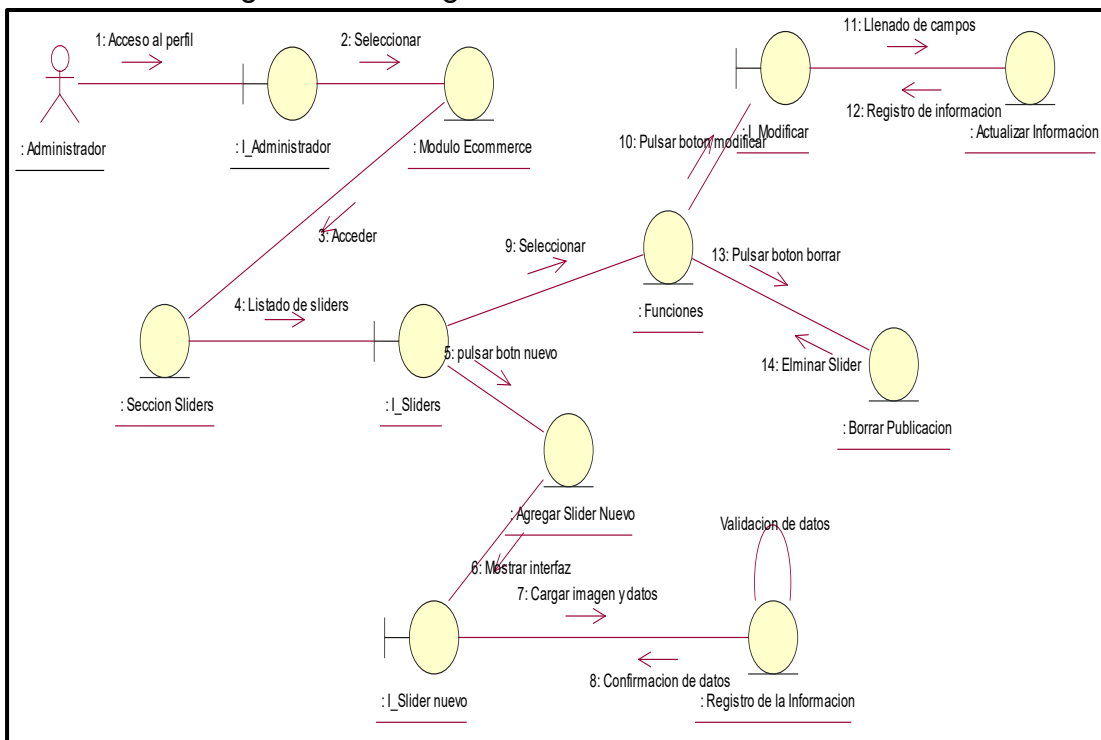 1: Acceso al perfil
2: Seleccionar
11: Llenado de campos
12: Registro de informacion
: Administrador
: I_Administrador
: Modulo Ecommerce
10: Pulsar boton modificar
: I_Modificar
: Actualizar Informacion
3: Acceder
9: Seleccionar
13: Pulsar boton borrar
4: Listado de sliders
: Funciones
5: pulsar botn nuevo
14: Elminar Slider
: Seccion Sliders
: I_Sliders
: Borrar Publicacion
: Agregar Slider Nuevo
Validacion de datos
6: Mostrar interfaz
7: Cargar imagen y datos
8: Confirmacion de datos
: I_Slider nuevo
: Registro de la Informacion